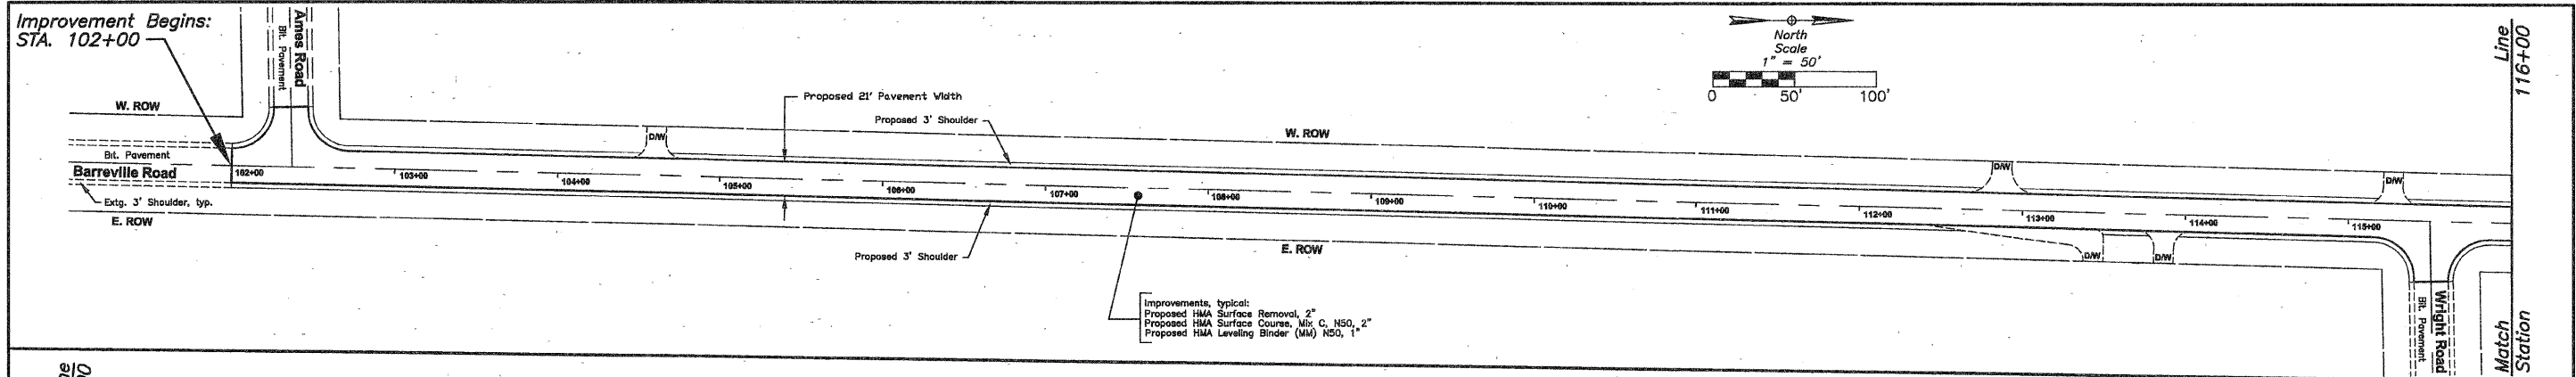 Improvement Begins:
STA. 102+00
Ames Road
Bit. Pavement
W. ROW
Bit. Pavement
Barreville Road
Extg. 3' Shoulder, typ.
E. ROW
Proposed 21' Pavement Width
Proposed 3' Shoulder
W. ROW
North
Scale
1" = 50'
0 50' 100'
Line
116+00
D/W
D/W
D/W
102+00
103+00
104+00
105+00
106+00
107+00
108+00
109+00
110+00
111+00
112+00
113+00
114+00
115+00
Proposed 3' Shoulder
E. ROW
D/W
D/W
Improvements, typical:
Proposed HMA Surface Removal, 2"
Proposed HMA Surface Course, Mix C, N50, 2"
Proposed HMA Leveling Binder (MM) N50, 1"
Wright Road
Bit. Pavement
Match
Station